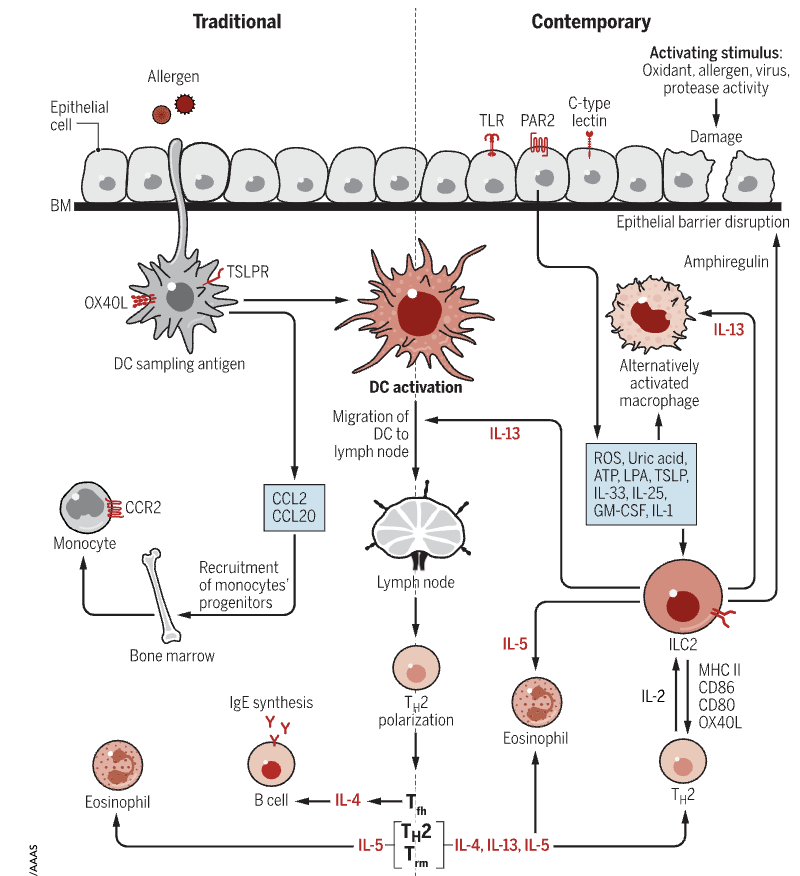 Traditional
Contemporary
Allergen
Epithelial
cell
Activating stimulus:
Oxidant, allergen, virus,
protease activity
TLR
PAR2
C-type
lectin
Damage
BM
Epithelial barrier disruption
Amphiregulin
TSLPR
OX40L
DC sampling antigen
DC activation
IL-13
Alternatively
activated
macrophage
Migration of
DC to
lymph node
IL-13
ROS, Uric acid,
ATP, LPA, TSLP,
IL-33, IL-25,
GM-CSF, IL-1
CCL2
CCL20
CCR2
Monocyte
Recruitment
of monocytes'
progenitors
Bone marrow
Lymph node
ILC2
IL-5
Eosinophil
IL-2
MHC II
CD86
CD80
OX40L
TH2
TH2
polarization
IgE synthesis
B cell
IL-4
Tfh
Eosinophil
IL-5
TH2
Trm
IL-4, IL-13, IL-5
/AAAS